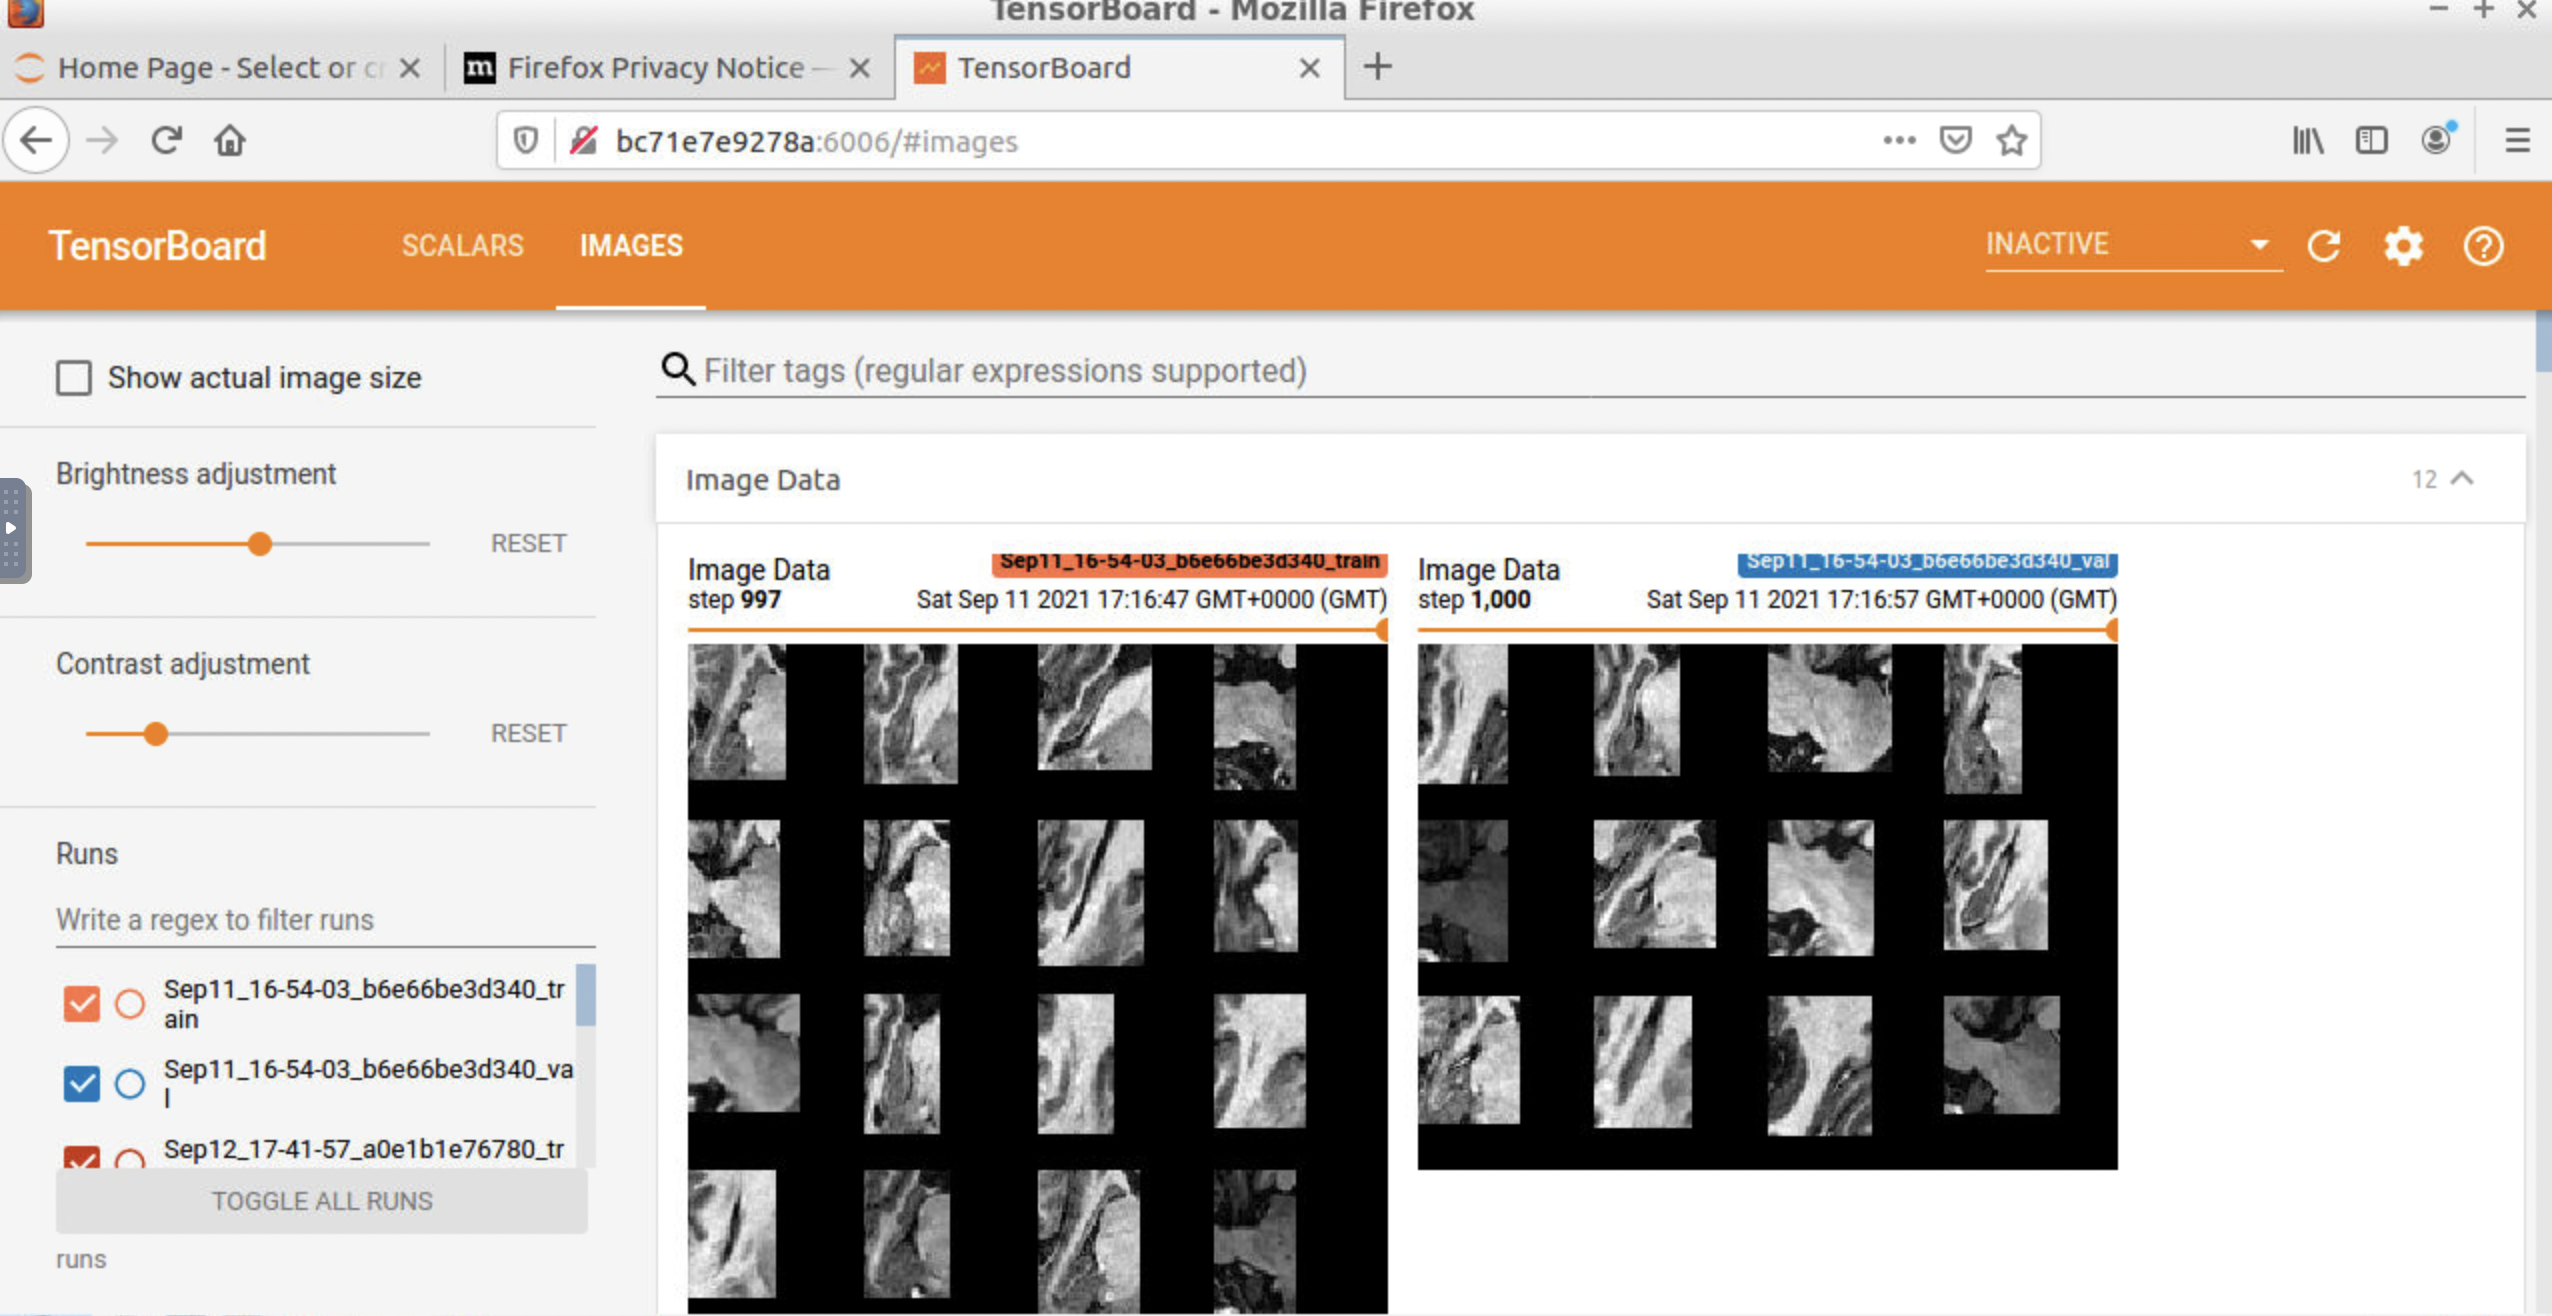 TensorBoard - Mozilla Firefox
Home Page - Select or cr
Firefox Privacy Notice —
TensorBoard
bc71e7e9278a:6006/#images
TensorBoard
SCALARS
IMAGES
INACTIVE
Show actual image size
Filter tags (regular expressions supported)
Brightness adjustment
RESET
Contrast adjustment
RESET
Runs
Write a regex to filter runs
Sep11_16-54-03_b6e66be3d340_tr
ain
Sep11_16-54-03_b6e66be3d340_va
l
Sep12_17-41-57_a0e1b1e76780_tr
TOGGLE ALL RUNS
runs
Image Data
12
Image Data
Sep11_16-54-03_b6e66be3d340_train
step 997
Sat Sep 11 2021 17:16:47 GMT+0000 (GMT)
Image Data
Sep11_16-54-03_b6e66be3d340_val
step 1,000
Sat Sep 11 2021 17:16:57 GMT+0000 (GMT)